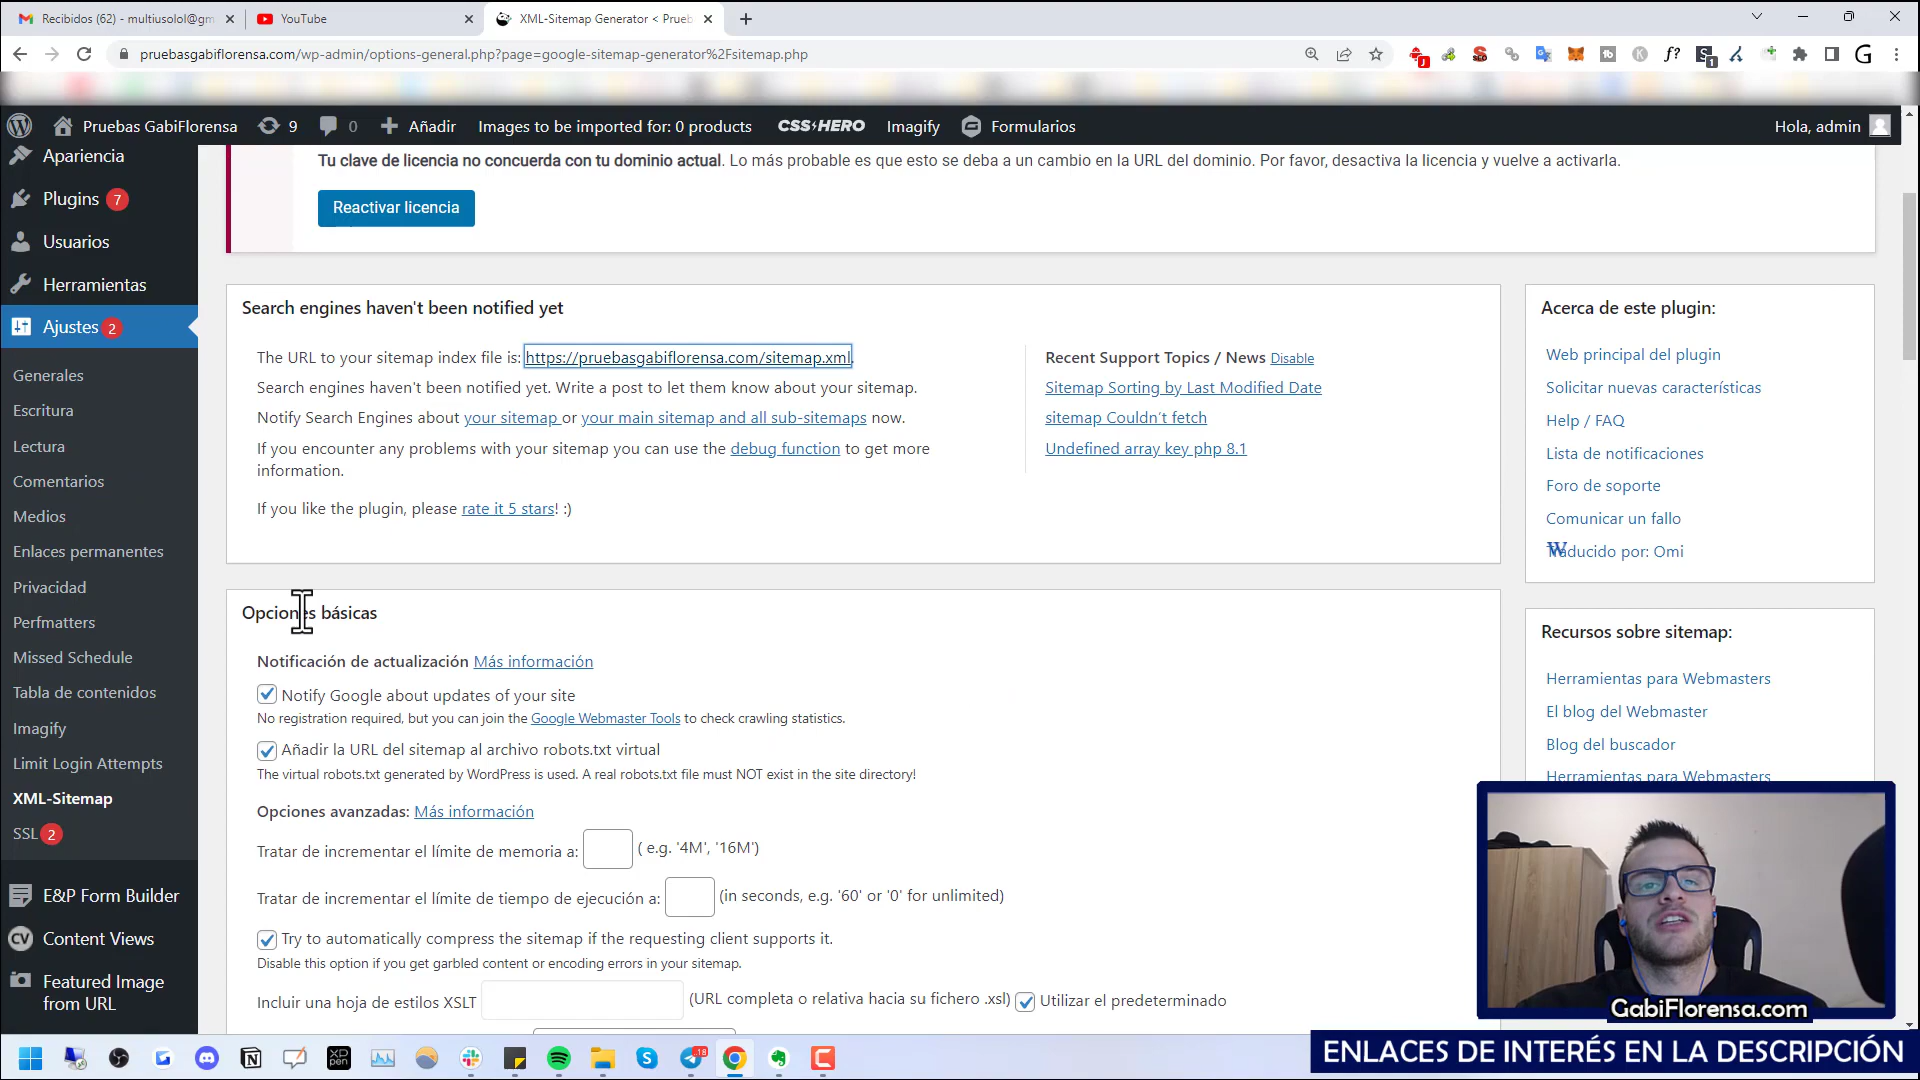 Recibidos (62) - multiusolol@gm
YouTube
XML-Sitemap Generator < Prueb
pruebasgabiflorensa.com/wp-admin/options-general.php?page=google-sitemap-generator%2Fsitemap.php
Pruebas GabiFlorensa
9
0
Añadir
Images to be imported for: 0 products
CSS HERO
Imagify
Formularios
Hola, admin
Apariencia
Plugins 7
Usuarios
Herramientas
Ajustes 2
Generales
Escritura
Lectura
Comentarios
Medios
Enlaces permanentes
Privacidad
Perfmatters
Missed Schedule
Tabla de contenidos
Imagify
Limit Login Attempts
XML-Sitemap
SSL 2
E&P Form Builder
Content Views
Featured Image
from URL
Tu clave de licencia no concuerda con tu dominio actual. Lo más probable es que esto se deba a un cambio en la URL del dominio. Por favor, desactiva la licencia y vuelve a activarla.
Reactivar licencia
Search engines haven't been notified yet
The URL to your sitemap index file is: https://pruebasgabiflorensa.com/sitemap.xml.
Search engines haven't been notified yet. Write a post to let them know about your sitemap.
Notify Search Engines about your sitemap or your main sitemap and all sub-sitemaps now.
If you encounter any problems with your sitemap you can use the debug function to get more
information.
If you like the plugin, please rate it 5 stars! :)
Recent Support Topics / News Disable
Sitemap Sorting by Last Modified Date
sitemap Couldn't fetch
Undefined array key php 8.1
Opciones básicas
Notificación de actualización Más información
Notify Google about updates of your site
No registration required, but you can join the Google Webmaster Tools to check crawling statistics.
Añadir la URL del sitemap al archivo robots.txt virtual
The virtual robots.txt generated by WordPress is used. A real robots.txt file must NOT exist in the site directory!
Opciones avanzadas: Más información
Tratar de incrementar el límite de memoria a: ( e.g. '4M', '16M')
Tratar de incrementar el límite de tiempo de ejecución a: (in seconds, e.g. '60' or '0' for unlimited)
Try to automatically compress the sitemap if the requesting client supports it.
Disable this option if you get garbled content or encoding errors in your sitemap.
Incluir una hoja de estilos XSLT (URL completa o relativa hacia su fichero .xsl) Utilizar el predeterminado
Acerca de este plugin:
Web principal del plugin
Solicitar nuevas características
Help / FAQ
Lista de notificaciones
Foro de soporte
Comunicar un fallo
Traducido por: Omi
Recursos sobre sitemap:
Herramientas para Webmasters
El blog del Webmaster
Blog del buscador
Herramientas para Webmasters
GabiFlorensa.com
ENLACES DE INTERÉS EN LA DESCRIPCIÓN